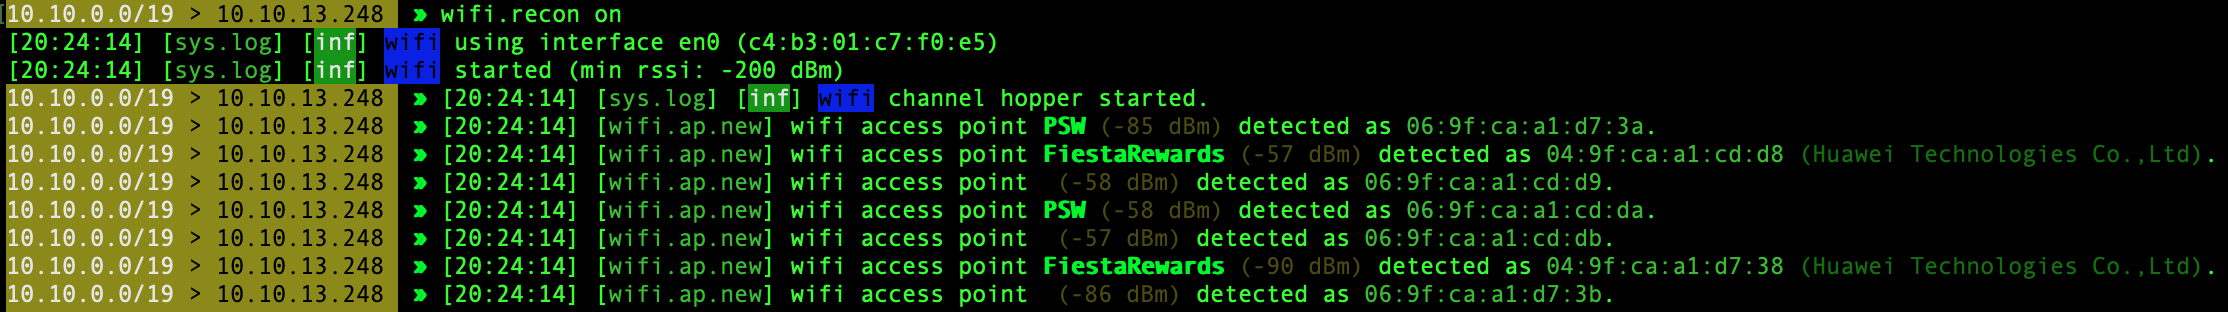 10.10.0.0/19 > 10.10.13.248 » wifi.recon on
[20:24:14] [sys.log] [inf] wifi using interface en0 (c4:b3:01:c7:f0:e5)
[20:24:14] [sys.log] [inf] wifi started (min rssi: -200 dBm)
10.10.0.0/19 > 10.10.13.248 » [20:24:14] [sys.log] [inf] wifi channel hopper started.
10.10.0.0/19 > 10.10.13.248 » [20:24:14] [wifi.ap.new] wifi access point PSW (-85 dBm) detected as 06:9f:ca:a1:d7:3a.
10.10.0.0/19 > 10.10.13.248 » [20:24:14] [wifi.ap.new] wifi access point FiestaRewards (-57 dBm) detected as 04:9f:ca:a1:cd:d8 (Huawei Technologies Co.,Ltd).
10.10.0.0/19 > 10.10.13.248 » [20:24:14] [wifi.ap.new] wifi access point  (-58 dBm) detected as 06:9f:ca:a1:cd:d9.
10.10.0.0/19 > 10.10.13.248 » [20:24:14] [wifi.ap.new] wifi access point PSW (-58 dBm) detected as 06:9f:ca:a1:cd:da.
10.10.0.0/19 > 10.10.13.248 » [20:24:14] [wifi.ap.new] wifi access point  (-57 dBm) detected as 06:9f:ca:a1:cd:db.
10.10.0.0/19 > 10.10.13.248 » [20:24:14] [wifi.ap.new] wifi access point FiestaRewards (-90 dBm) detected as 04:9f:ca:a1:d7:38 (Huawei Technologies Co.,Ltd).
10.10.0.0/19 > 10.10.13.248 » [20:24:14] [wifi.ap.new] wifi access point  (-86 dBm) detected as 06:9f:ca:a1:d7:3b.